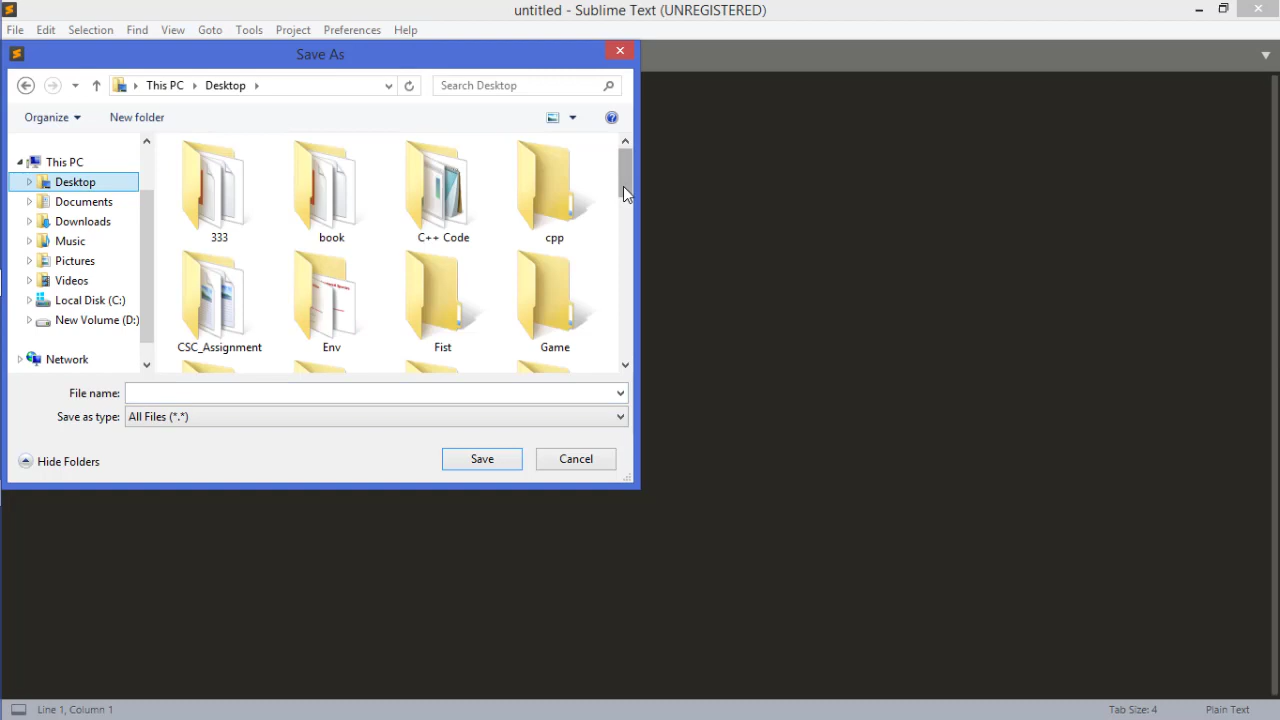 untitled - Sublime Text (UNREGISTERED)
File Edit Selection Find View Goto Tools Project Preferences Help
Save As
This PC Desktop Search Desktop
Organize New folder
This PC
Desktop
Documents
Downloads
Music
Pictures
Videos
Local Disk (C:)
New Volume (D:)
Network
333 book C++ Code cpp
CSC_Assignment Env Fist Game
File name:
Save as type: All Files (*.*)
Hide Folders Save Cancel
Line 1, Column 1 Tab Size: 4 Plain Text